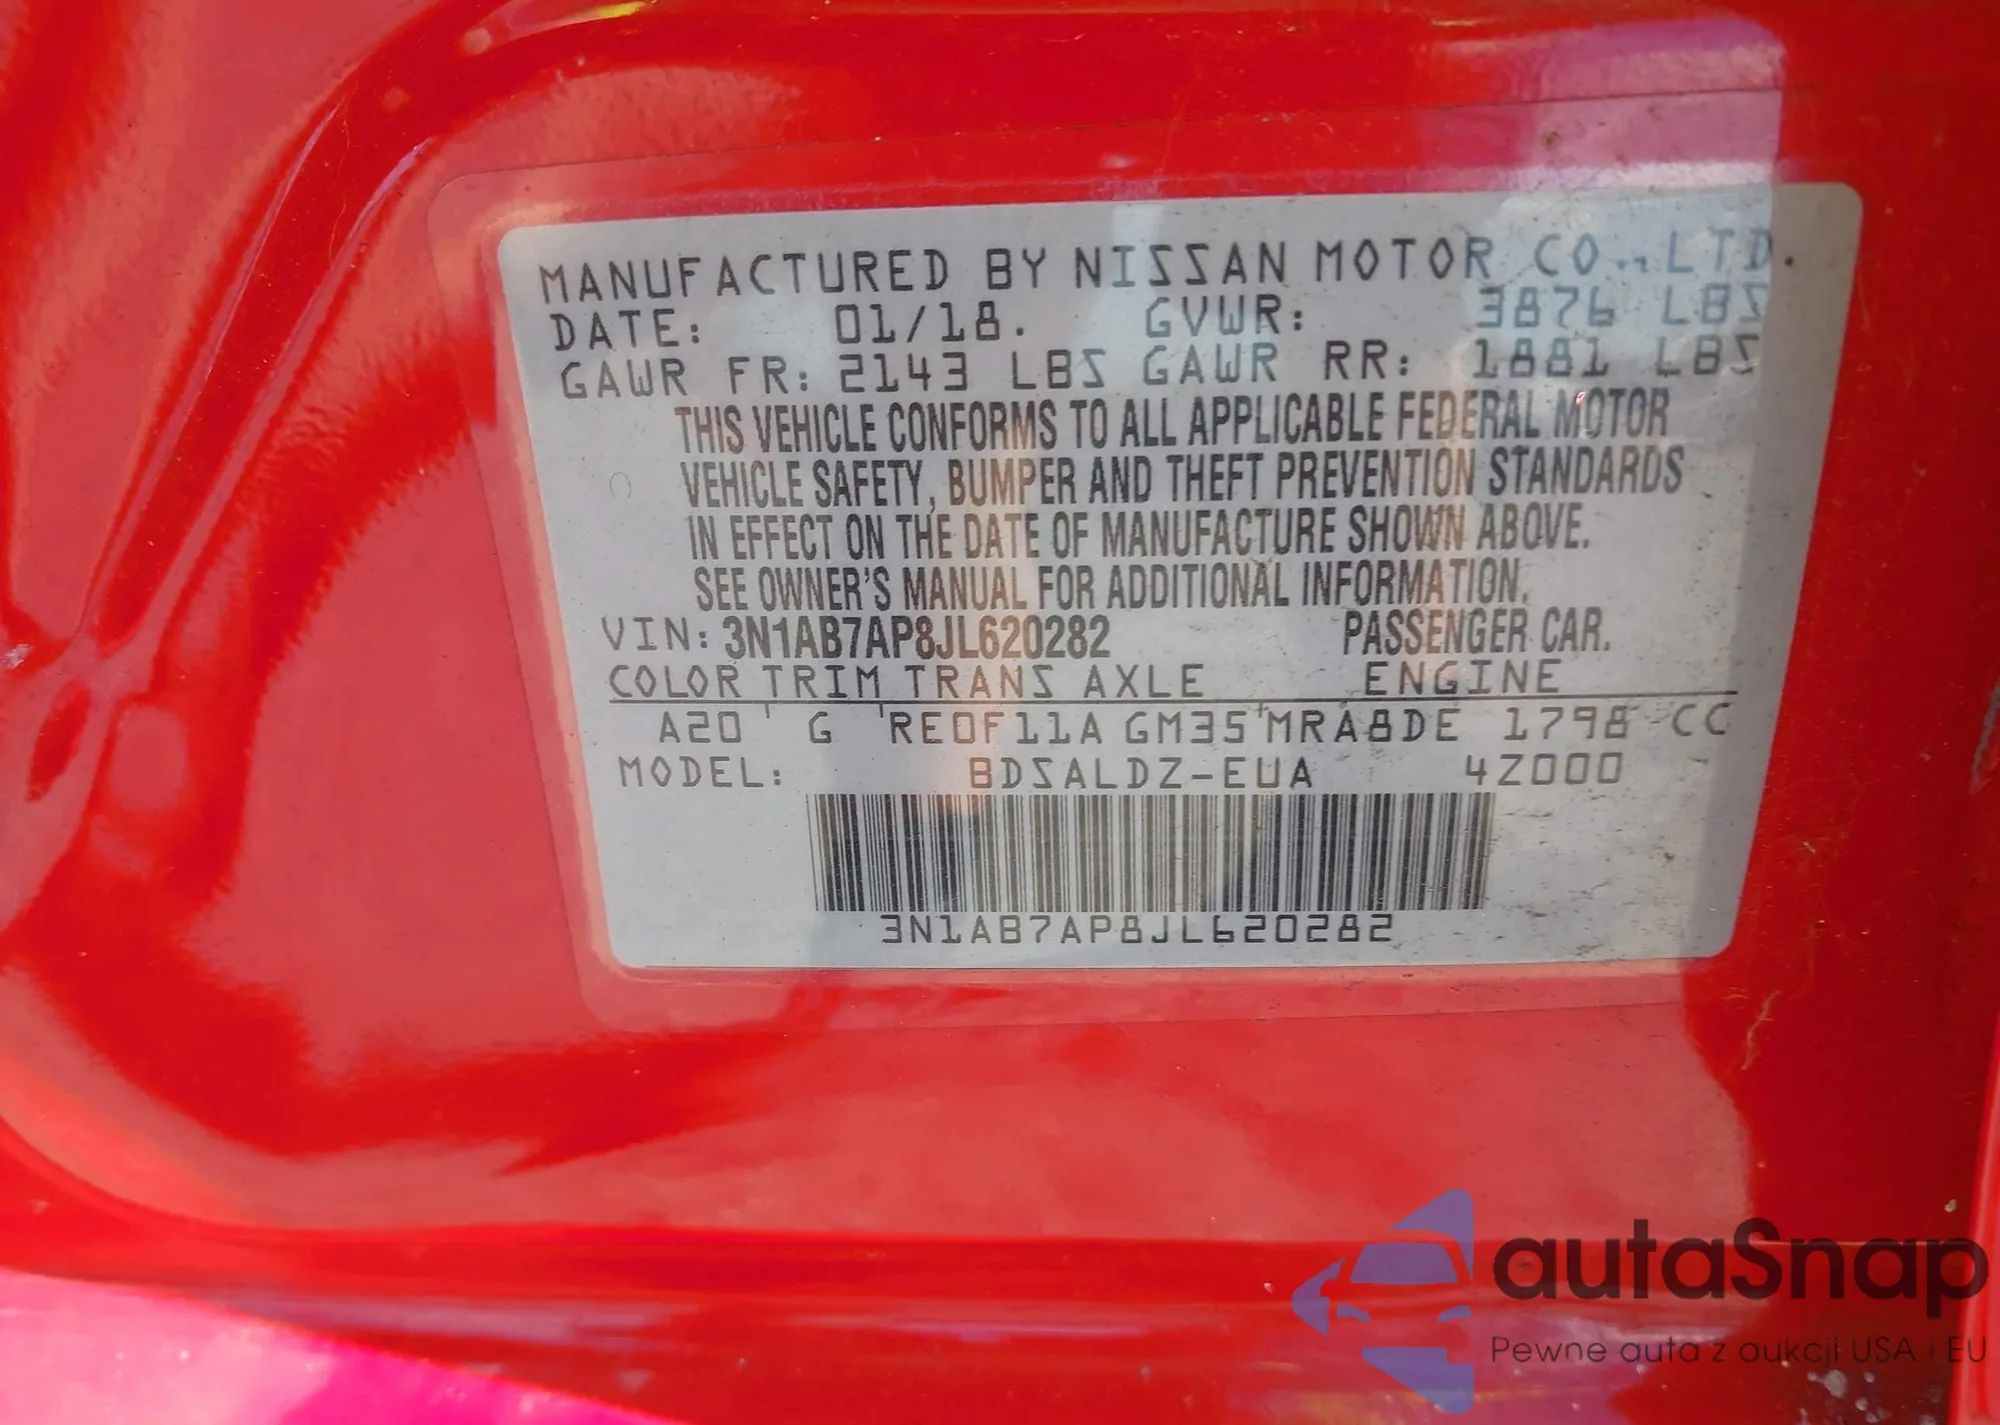 MANUFACTURED BY NISSAN MOTOR CO., LTD.
DATE: 01/18. GVWR: 3876 LBS
GAWR FR: 2143 LBS GAWR RR: 1881 LBS
THIS VEHICLE CONFORMS TO ALL APPLICABLE FEDERAL MOTOR
VEHICLE SAFETY, BUMPER AND THEFT PREVENTION STANDARDS
IN EFFECT ON THE DATE OF MANUFACTURE SHOWN ABOVE.
SEE OWNER'S MANUAL FOR ADDITIONAL INFORMATION.
VIN: 3N1AB7AP8JL620282 PASSENGER CAR.
COLOR TRIM TRANS AXLE ENGINE
A20 G RE0F11A GM35 MRA8DE 1798 CC
MODEL: BDSALDZ-EUA 4Z000
3N1AB7AP8JL620282
autaSnap
Pewne auta z aukcji USA i EU